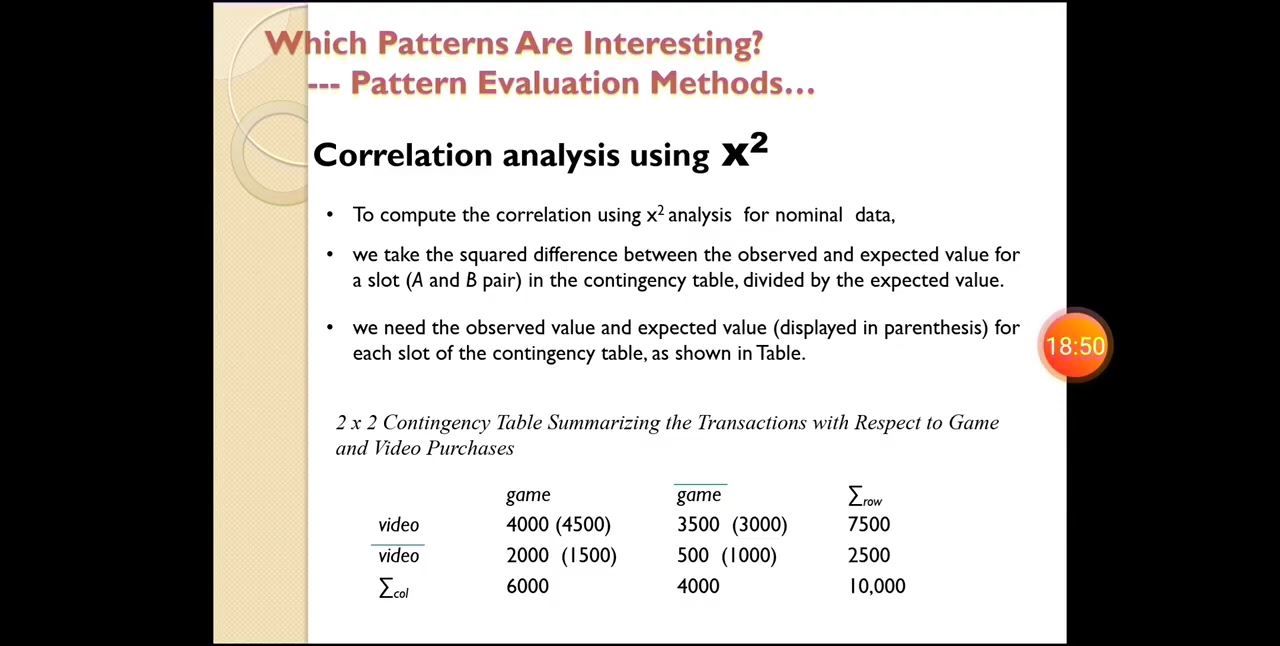 Which Patterns Are Interesting?
--- Pattern Evaluation Methods…
Correlation analysis using x²
• To compute the correlation using x² analysis for nominal data,
• we take the squared difference between the observed and expected value for
a slot (A and B pair) in the contingency table, divided by the expected value.
• we need the observed value and expected value (displayed in parenthesis) for
each slot of the contingency table, as shown in Table.
18:50
2 x 2 Contingency Table Summarizing the Transactions with Respect to Game
and Video Purchases
game g̅a̅m̅e̅ ∑row
video 4000 (4500) 3500 (3000) 7500
v̅i̅d̅e̅o̅ 2000 (1500) 500 (1000) 2500
∑col 6000 4000 10,000